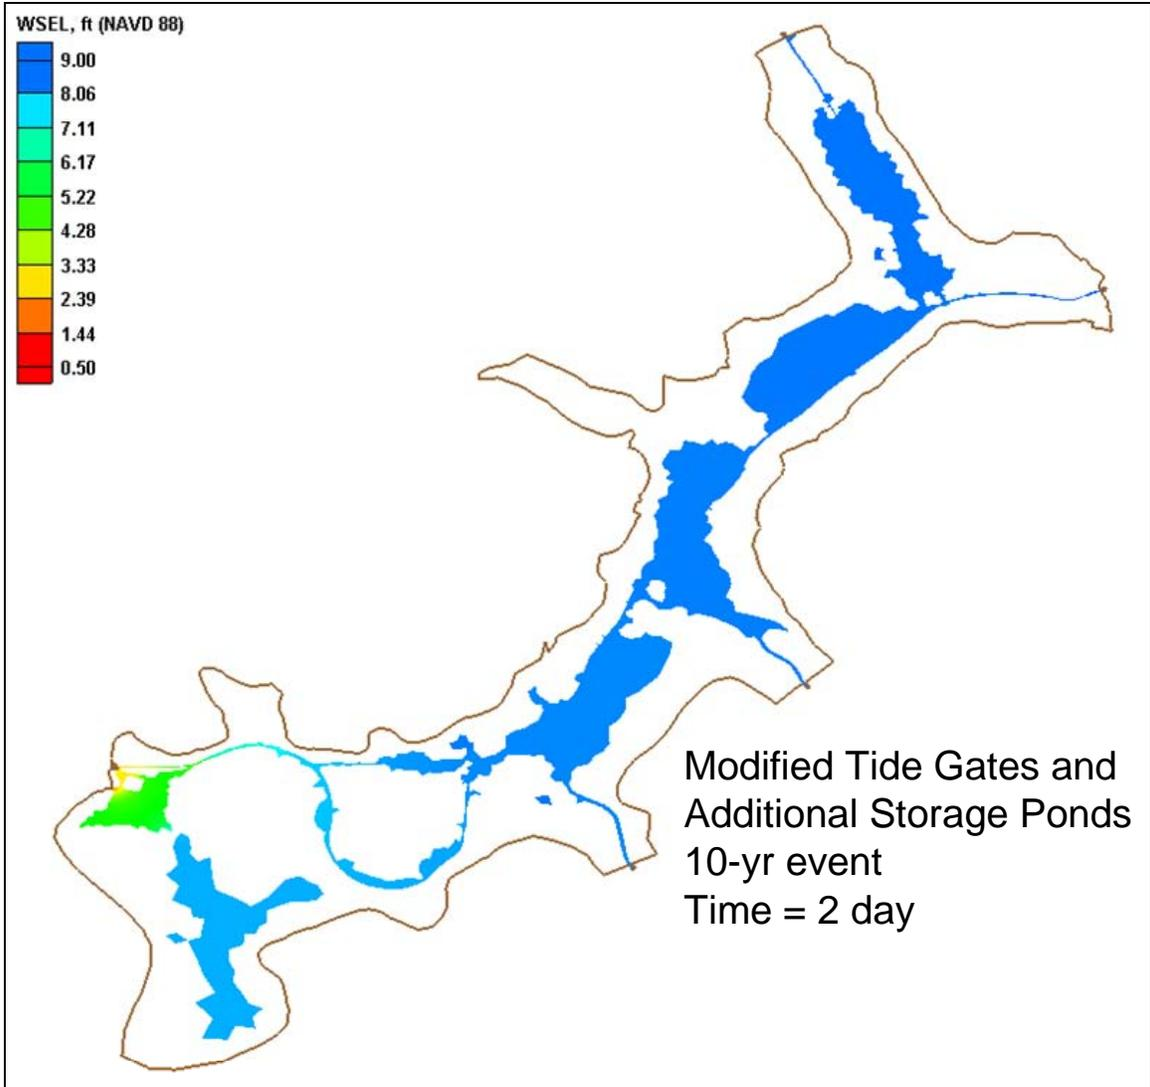 WSEL, ft (NAVD 88)
9.00
8.06
7.11
6.17
5.22
4.28
3.33
2.39
1.44
0.50
Modified Tide Gates and
Additional Storage Ponds
10-yr event
Time = 2 day